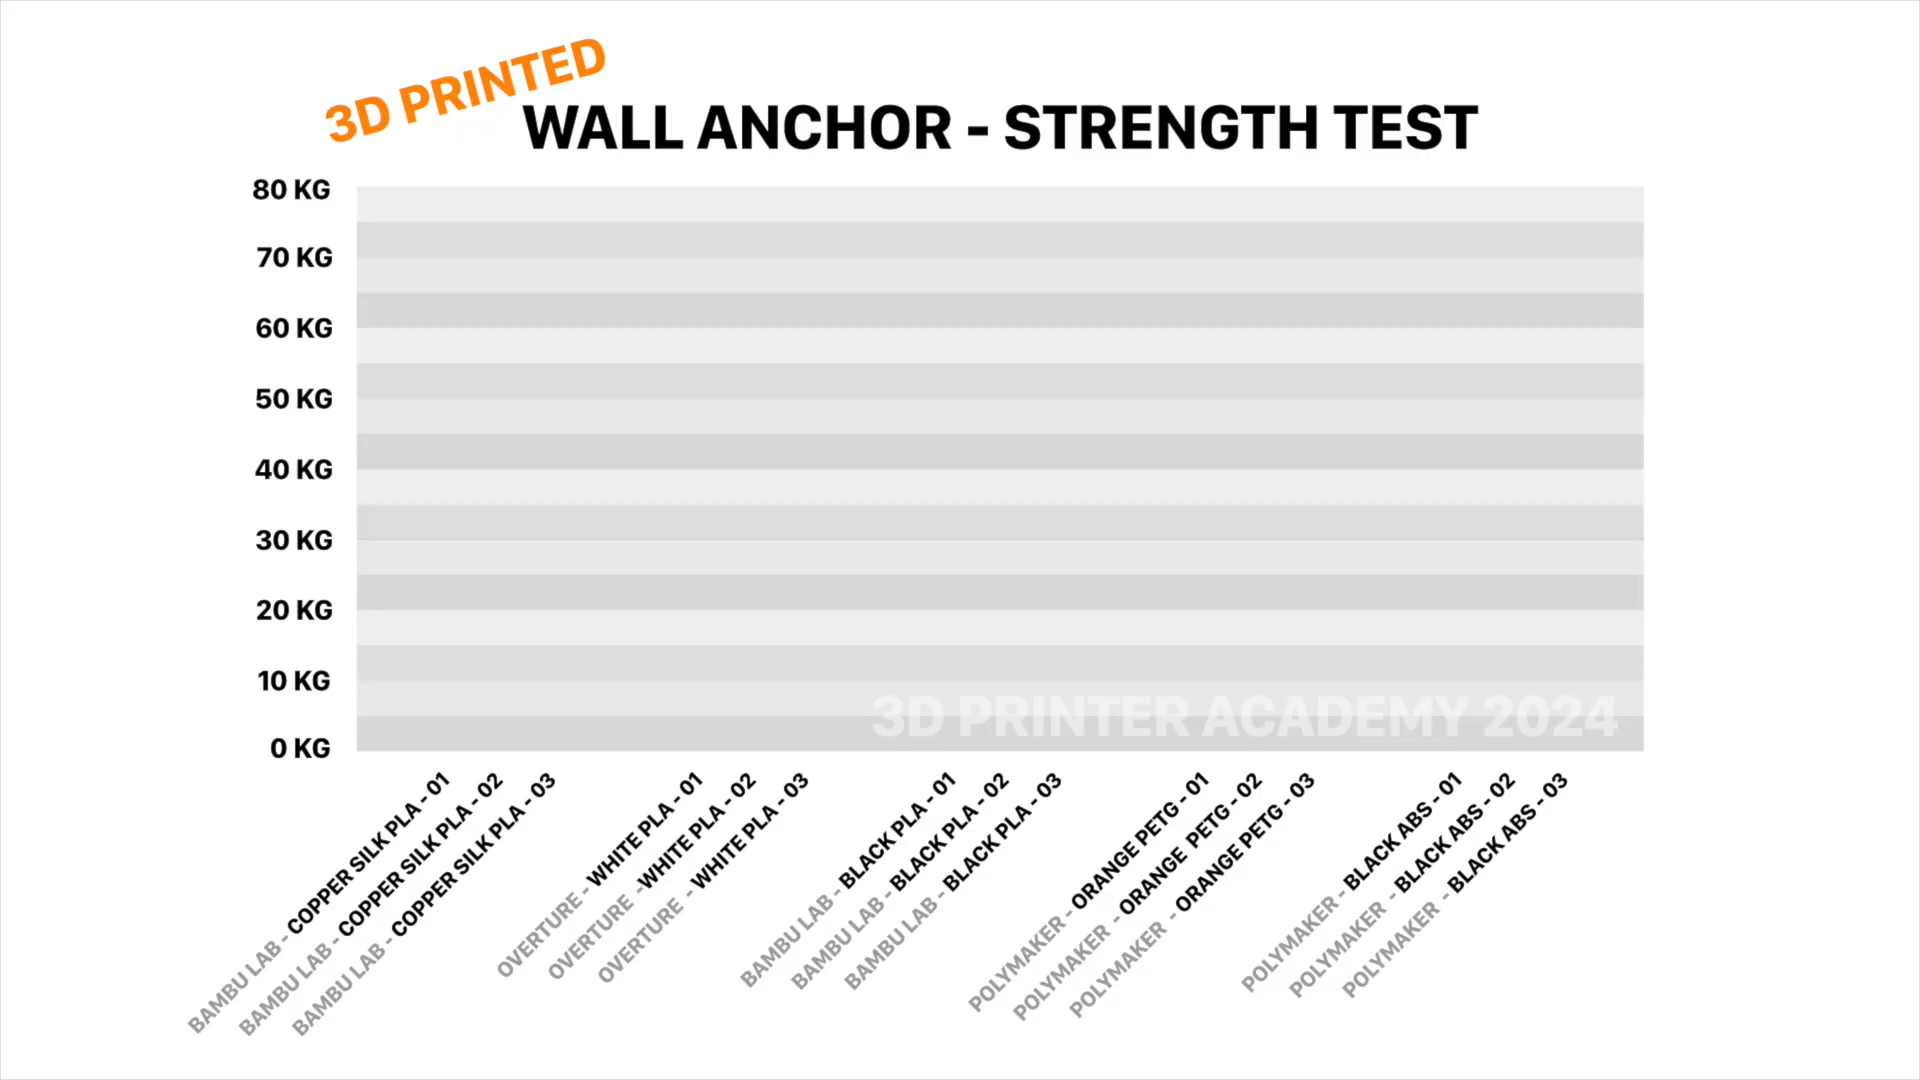 3D PRINTED
WALL ANCHOR - STRENGTH TEST
80 KG
70 KG
60 KG
50 KG
40 KG
30 KG
20 KG
10 KG
0 KG
3D PRINTER ACADEMY 2024
BAMBU LAB - COPPER SILK PLA - 01
BAMBU LAB - COPPER SILK PLA - 02
BAMBU LAB - COPPER SILK PLA - 03
OVERTURE - WHITE PLA - 01
OVERTURE - WHITE PLA - 02
OVERTURE - WHITE PLA - 03
BAMBU LAB - BLACK PLA - 01
BAMBU LAB - BLACK PLA - 02
BAMBU LAB - BLACK PLA - 03
POLYMAKER - ORANGE PETG - 01
POLYMAKER - ORANGE PETG - 02
POLYMAKER - ORANGE PETG - 03
POLYMAKER - BLACK ABS - 01
POLYMAKER - BLACK ABS - 02
POLYMAKER - BLACK ABS - 03